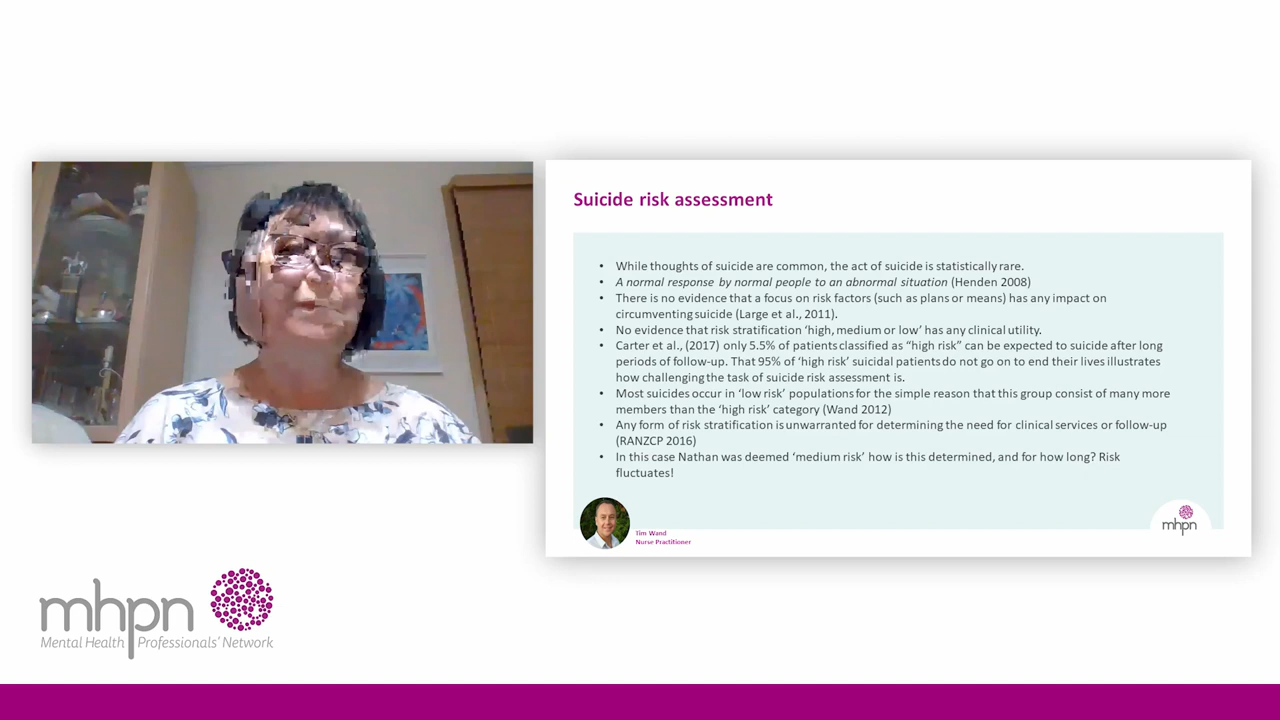 Suicide risk assessment
• While thoughts of suicide are common, the act of suicide is statistically rare.
• A normal response by normal people to an abnormal situation (Henden 2008)
• There is no evidence that a focus on risk factors (such as plans or means) has any impact on
circumventing suicide (Large et al., 2011).
• No evidence that risk stratification ‘high, medium or low’ has any clinical utility.
• Carter et al., (2017) only 5.5% of patients classified as “high risk” can be expected to suicide after long
periods of follow-up. That 95% of ‘high risk’ suicidal patients do not go on to end their lives illustrates
how challenging the task of suicide risk assessment is.
• Most suicides occur in ‘low risk’ populations for the simple reason that this group consist of many more
members than the ‘high risk’ category (Wand 2012)
• Any form of risk stratification is unwarranted for determining the need for clinical services or follow-up
(RANZCP 2016)
• In this case Nathan was deemed ‘medium risk’ how is this determined, and for how long? Risk
fluctuates!
Tim Wand
Nurse Practitioner
mhpn
mhpn
Mental Health Professionals’ Network